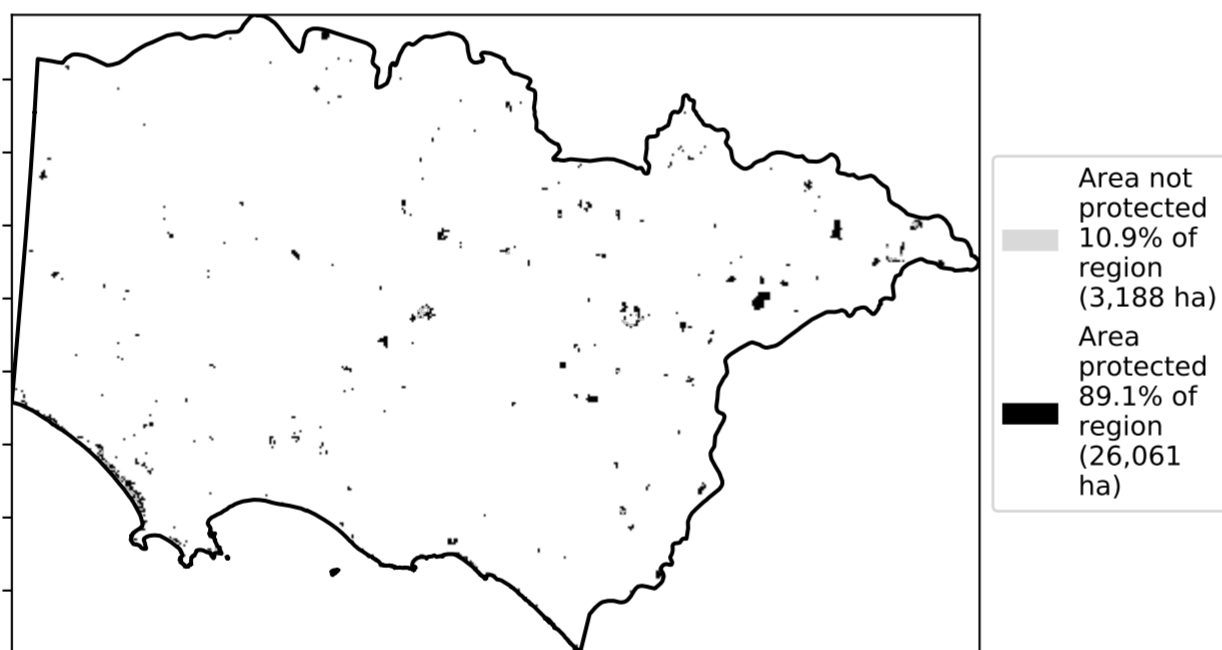 Area not
protected
10.9% of
region
(3,188 ha)
Area
protected
89.1% of
region
(26,061
ha)